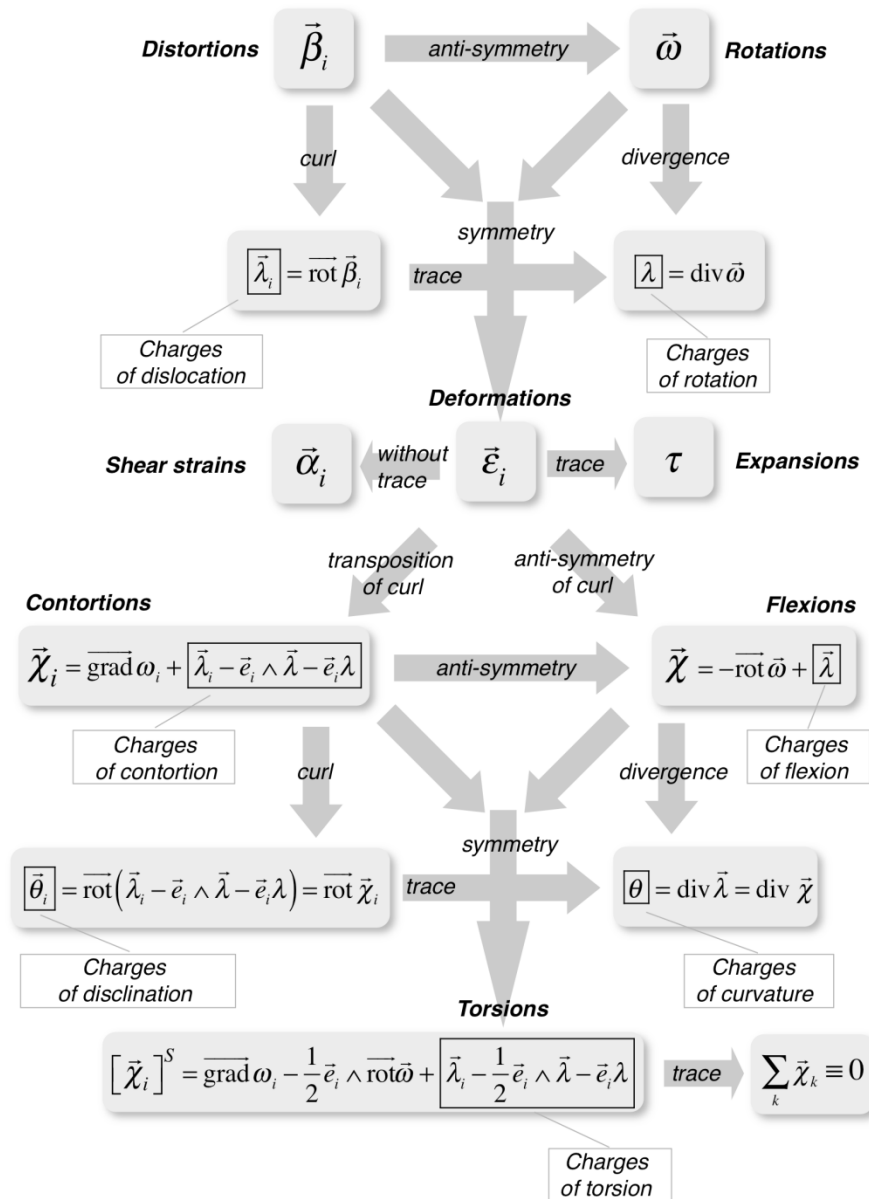 Distortions
β⃗ᵢ
anti-symmetry
ω⃗
Rotations
curl
divergence
symmetry
λ⃗ᵢ = rot⃗ β⃗ᵢ
trace
λ = div ω⃗
Charges
of dislocation
Charges
of rotation
Deformations
Shear strains
α⃗ᵢ
without
trace
ε⃗ᵢ
trace
τ
Expansions
transposition
of curl
anti-symmetry
of curl
Contortions
Flexions
χ⃗ᵢ = grad⃗ ωᵢ + λ⃗ᵢ − e⃗ᵢ ∧ λ⃗ − e⃗ᵢλ
anti-symmetry
χ⃗ = −rot⃗ ω⃗ + λ⃗
Charges
of contortion
curl
divergence
Charges
of flexion
symmetry
θ⃗ᵢ = rot⃗(λ⃗ᵢ − e⃗ᵢ ∧ λ⃗ − e⃗ᵢλ) = rot⃗ χ⃗ᵢ
trace
θ = div λ⃗ = div χ⃗
Charges
of disclination
Charges
of curvature
Torsions
[χ⃗ᵢ]ˢ = grad⃗ ωᵢ − 1/2 e⃗ᵢ ∧ rot⃗ω⃗ + λ⃗ᵢ − 1/2 e⃗ᵢ ∧ λ⃗ − e⃗ᵢλ
trace
∑ₖ χ⃗ₖ ≡ 0
Charges
of torsion